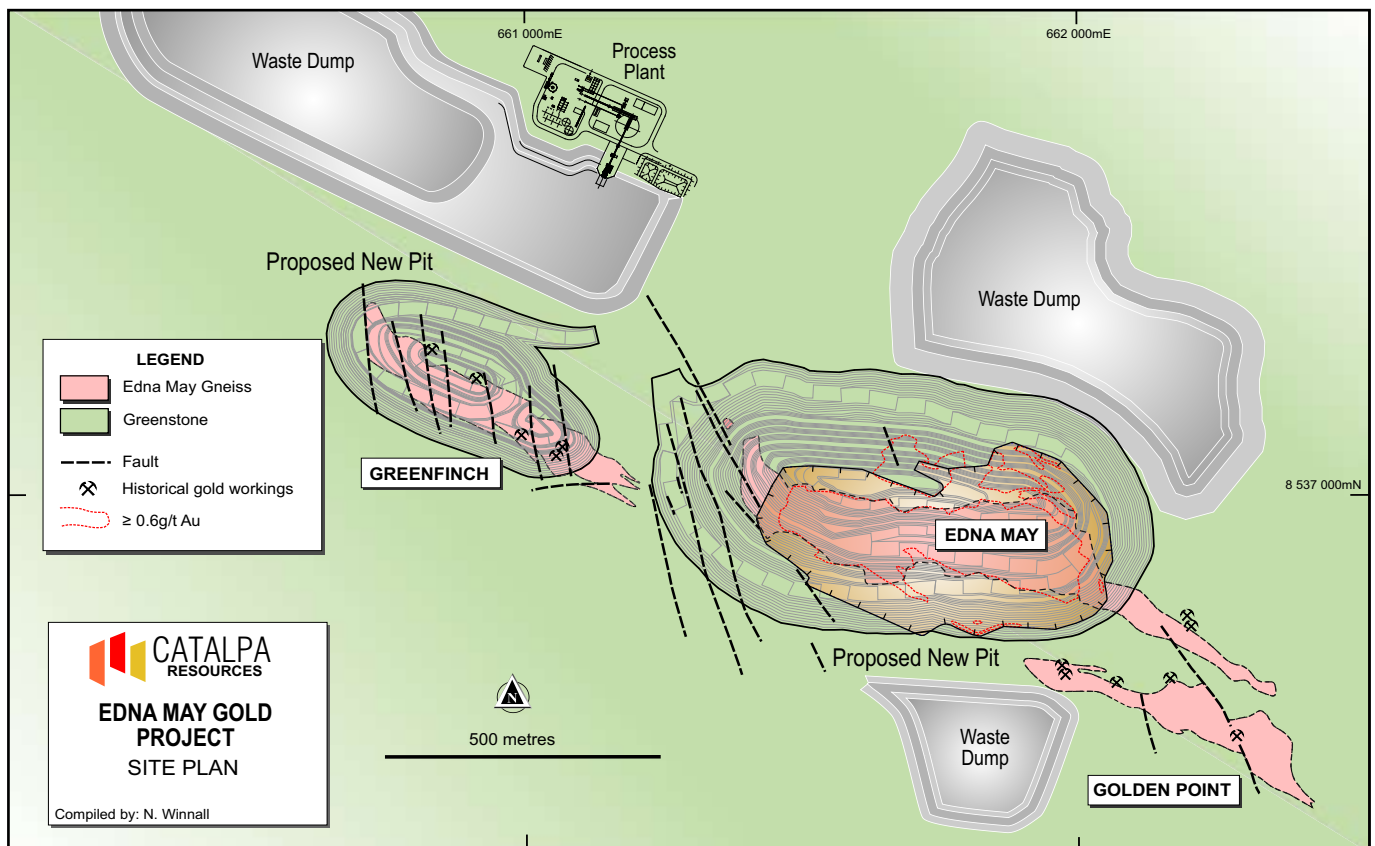 661 000mE
662 000mE
Waste Dump
Process
Plant
Proposed New Pit
Waste Dump
LEGEND
Edna May Gneiss
Greenstone
Fault
Historical gold workings
≥ 0.6g/t Au
GREENFINCH
8 537 000mN
EDNA MAY
CATALPA
RESOURCES
EDNA MAY GOLD
PROJECT
SITE PLAN
Compiled by: N. Winnall
N
500 metres
Proposed New Pit
Waste
Dump
GOLDEN POINT